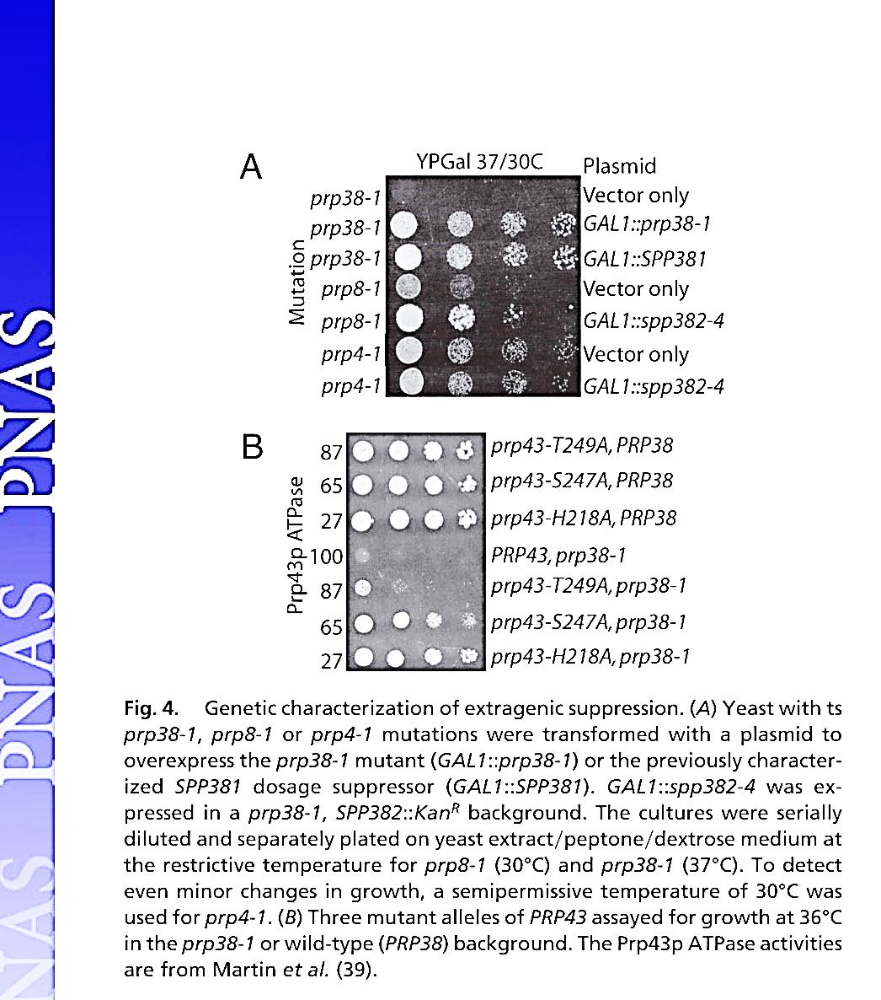 PNAS
PNAS
PNAS
NAS
A
YPGal 37/30C
Plasmid
Mutation
prp38-1
Vector only
prp38-1
GAL1::prp38-1
prp38-1
GAL1::SPP381
prp8-1
Vector only
prp8-1
GAL1::spp382-4
prp4-1
Vector only
prp4-1
GAL1::spp382-4
B
Prp43p ATPase
87
prp43-T249A, PRP38
65
prp43-S247A, PRP38
27
prp43-H218A, PRP38
100
PRP43, prp38-1
87
prp43-T249A, prp38-1
65
prp43-S247A, prp38-1
27
prp43-H218A, prp38-1
Fig. 4. Genetic characterization of extragenic suppression. (A) Yeast with ts
prp38-1, prp8-1 or prp4-1 mutations were transformed with a plasmid to
overexpress the prp38-1 mutant (GAL1::prp38-1) or the previously character-
ized SPP381 dosage suppressor (GAL1::SPP381). GAL1::spp382-4 was ex-
pressed in a prp38-1, SPP382::Kanᴿ background. The cultures were serially
diluted and separately plated on yeast extract/peptone/dextrose medium at
the restrictive temperature for prp8-1 (30°C) and prp38-1 (37°C). To detect
even minor changes in growth, a semipermissive temperature of 30°C was
used for prp4-1. (B) Three mutant alleles of PRP43 assayed for growth at 36°C
in the prp38-1 or wild-type (PRP38) background. The Prp43p ATPase activities
are from Martin et al. (39).